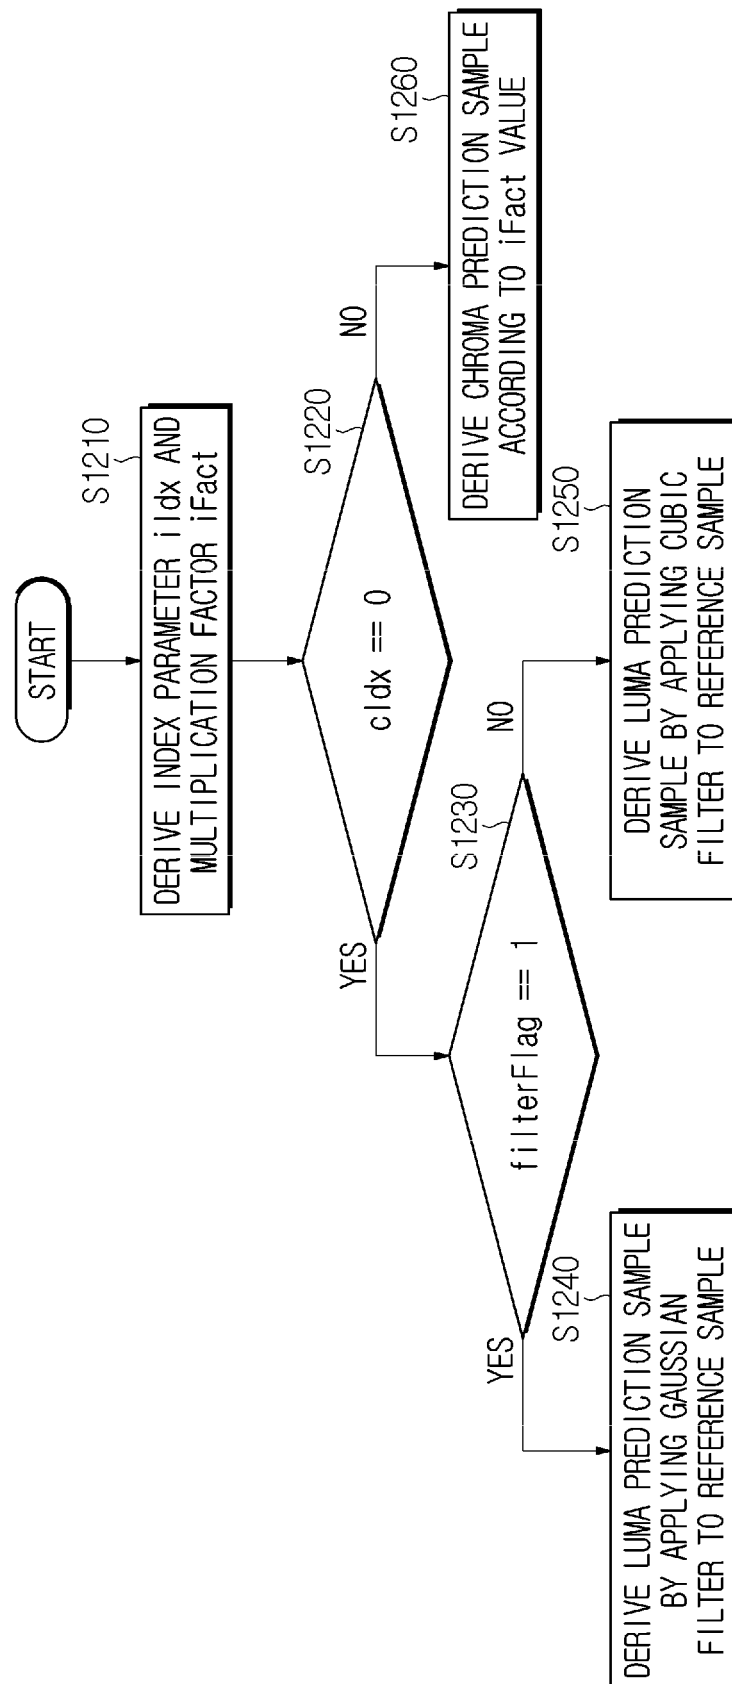 START
S1210
DERIVE INDEX PARAMETER iIdx AND
MULTIPLICATION FACTOR iFact
S1220
cIdx == 0
YES
NO
S1260
DERIVE CHROMA PREDICTION SAMPLE
ACCORDING TO iFact VALUE
S1230
filterFlag == 1
YES
NO
S1240
DERIVE LUMA PREDICTION SAMPLE
BY APPLYING GAUSSIAN
FILTER TO REFERENCE SAMPLE
S1250
DERIVE LUMA PREDICTION
SAMPLE BY APPLYING CUBIC
FILTER TO REFERENCE SAMPLE